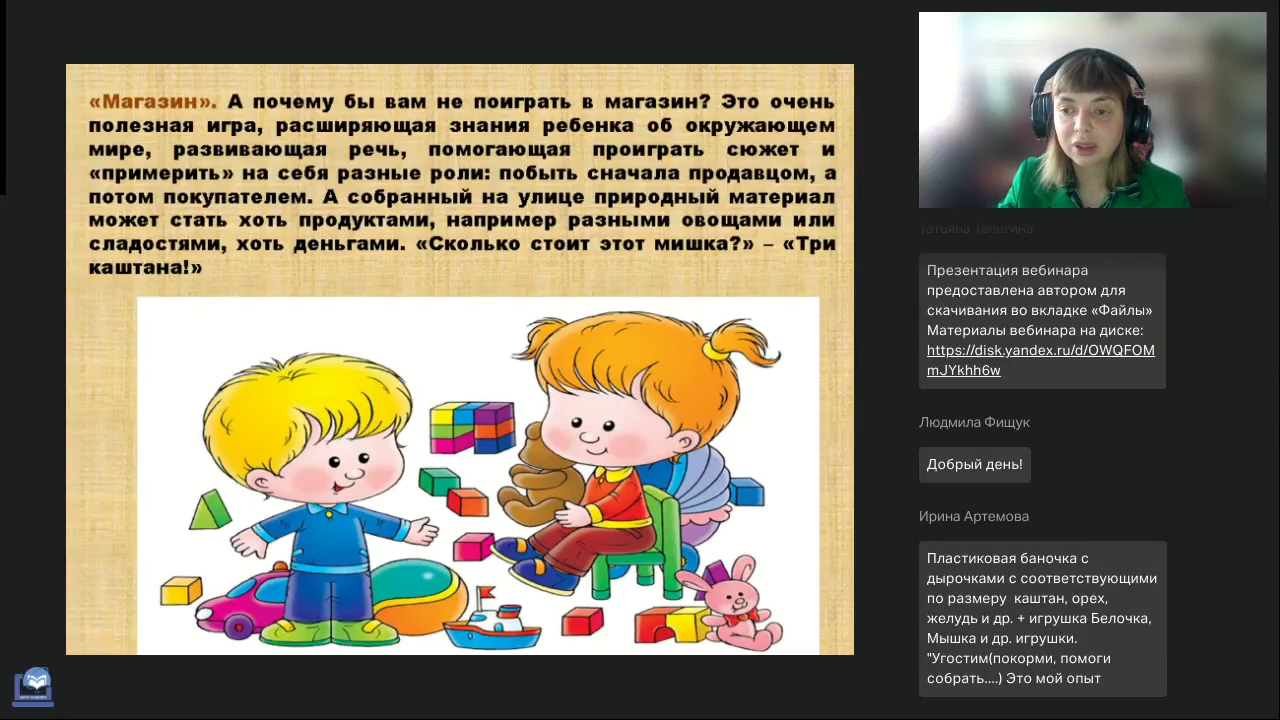 «Магазин». А почему бы вам не поиграть в магазин? Это очень
полезная игра, расширяющая знания ребенка об окружающем
мире, развивающая речь, помогающая проиграть сюжет и
«примерить» на себя разные роли: побыть сначала продавцом, а
потом покупателем. А собранный на улице природный материал
может стать хоть продуктами, например разными овощами или
сладостями, хоть деньгами. «Сколько стоит этот мишка?» – «Три
каштана!»
Татьяна Телегина
Презентация вебинара
предоставлена автором для
скачивания во вкладке «Файлы»
Материалы вебинара на диске:
https://disk.yandex.ru/d/OWQFOM
mJYkhh6w
Людмила Фищук
Добрый день!
Ирина Артемова
Пластиковая баночка с
дырочками с соответствующими
по размеру  каштан, орех,
желудь и др. + игрушка Белочка,
Мышка и др. игрушки.
"Угостим(покорми, помоги
собрать....) Это мой опыт